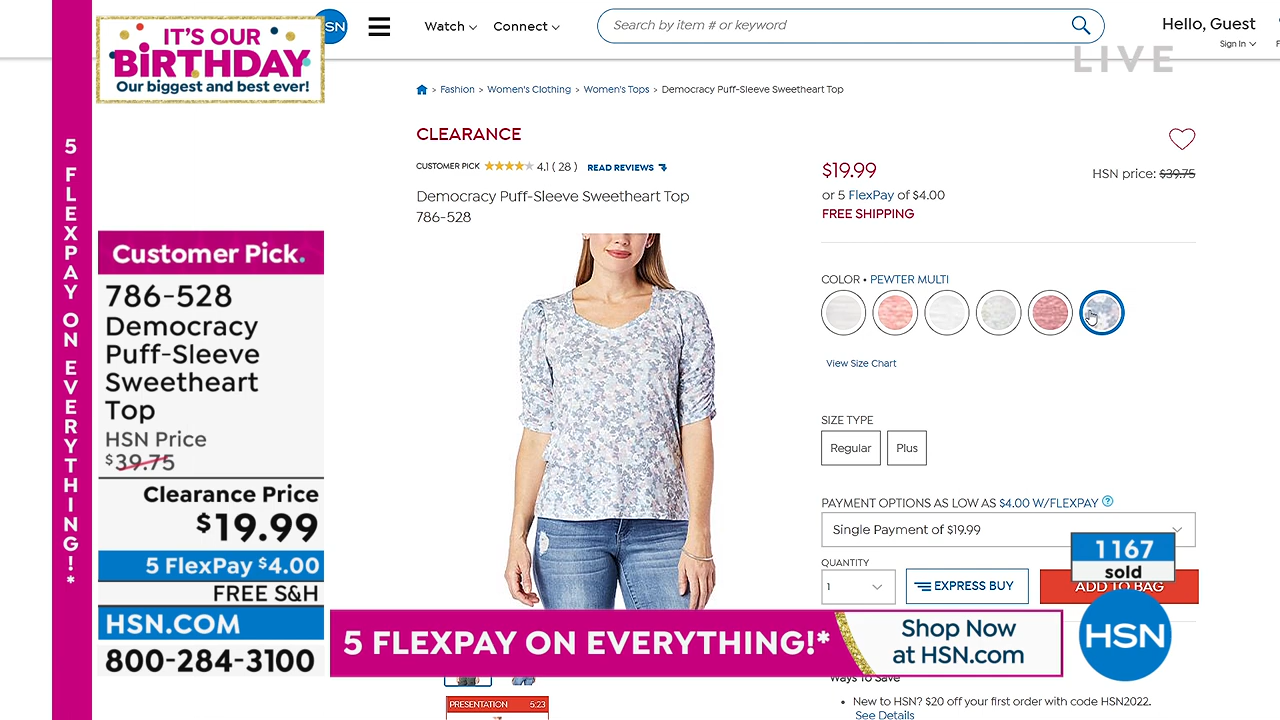 IT'S OUR
BIRTHDAY
Our biggest and best ever!
5 FLEXPAY ON EVERYTHING!*
Customer Pick.
786-528
Democracy
Puff-Sleeve
Sweetheart
Top
HSN Price
$39.75
Clearance Price
$19.99
5 FlexPay $4.00
FREE S&H
HSN.COM
800-284-3100
SN
Watch
Connect
Search by item # or keyword
Hello, Guest
Sign In
F
LIVE
> Fashion > Women's Clothing > Women's Tops > Democracy Puff-Sleeve Sweetheart Top
CLEARANCE
CUSTOMER PICK 4.1 ( 28 ) READ REVIEWS
Democracy Puff-Sleeve Sweetheart Top
786-528
$19.99
HSN price: $39.75
or 5 FlexPay of $4.00
FREE SHIPPING
COLOR • PEWTER MULTI
View Size Chart
SIZE TYPE
Regular
Plus
PAYMENT OPTIONS AS LOW AS $4.00 W/FLEXPAY ?
Single Payment of $19.99
QUANTITY
1
EXPRESS BUY
ADD TO BAG
1167
sold
5 FLEXPAY ON EVERYTHING!*
Shop Now
at HSN.com
HSN
Ways To Save
• New to HSN? $20 off your first order with code HSN2022.
See Details
PRESENTATION 5:23